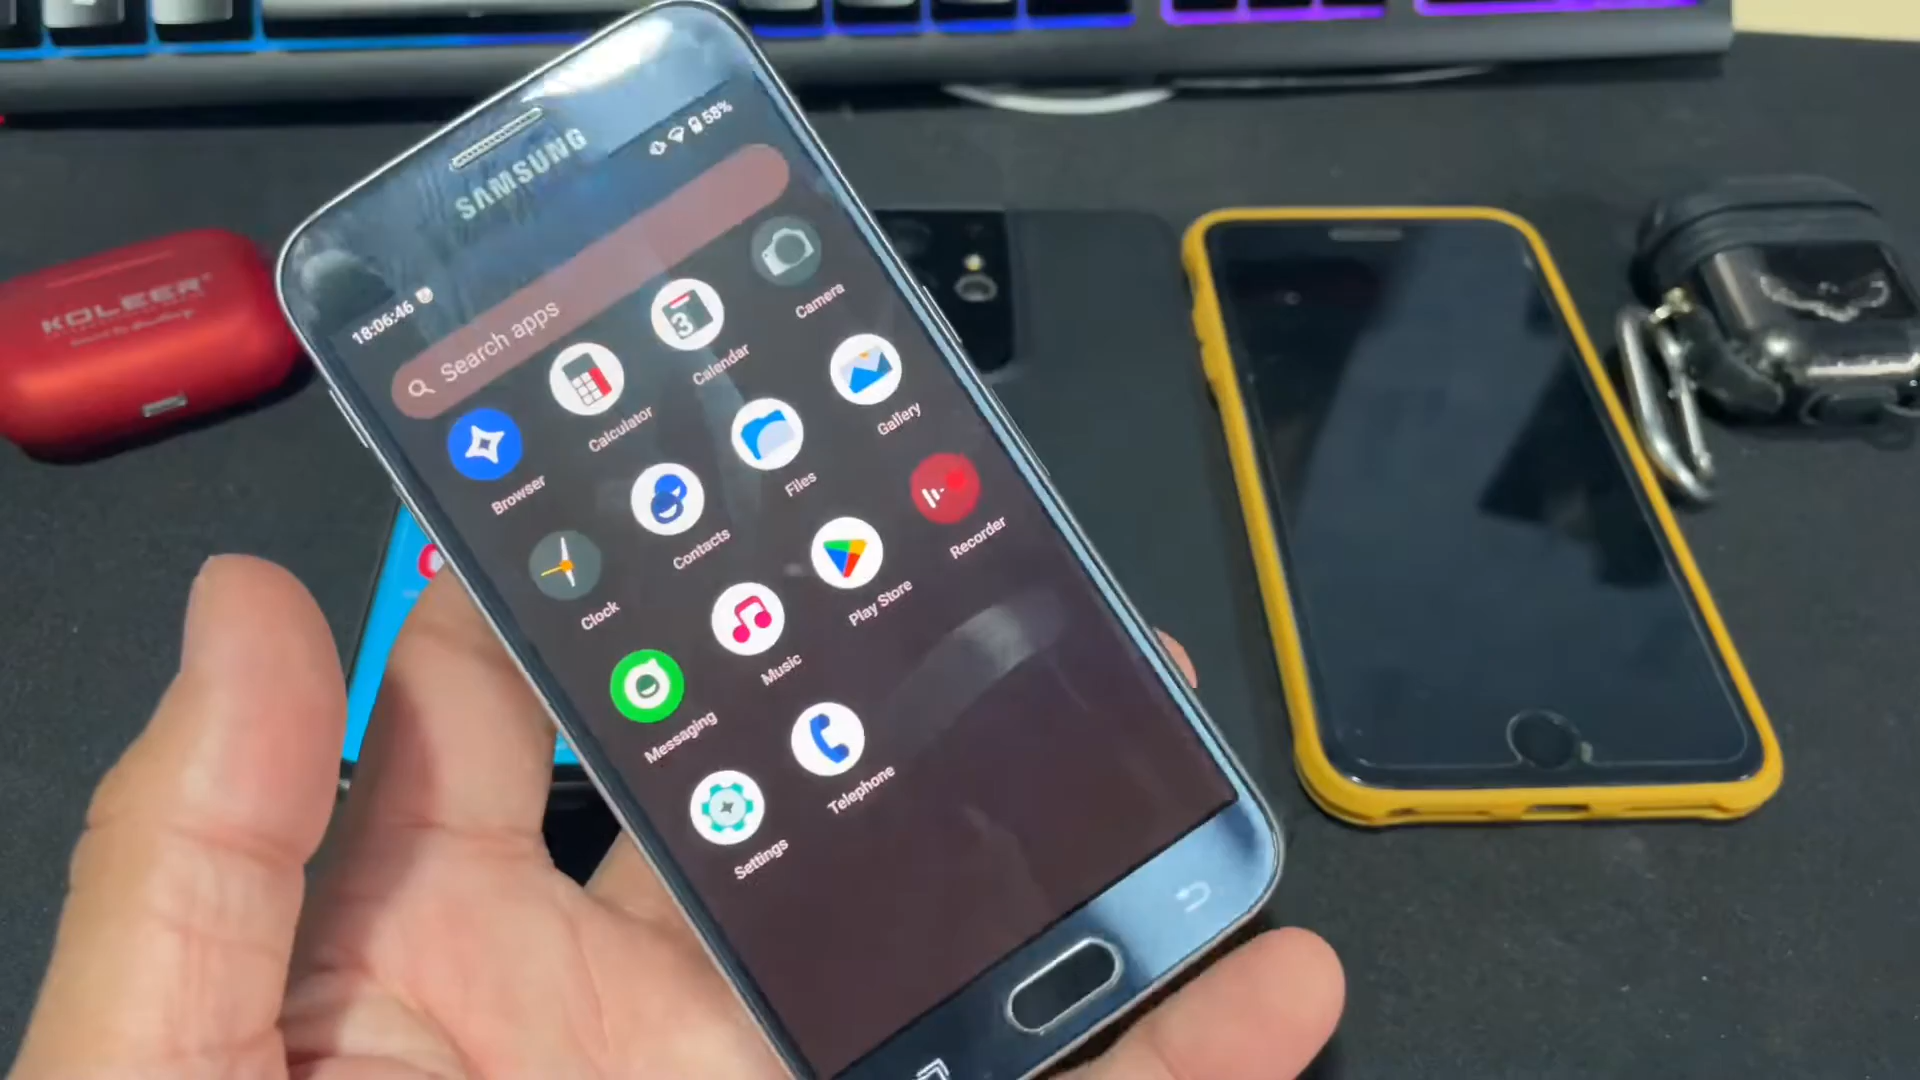 SAMSUNG
18:06:46
58%
Search apps
Browser
Calculator
Calendar
Camera
Clock
Contacts
Files
Gallery
Messaging
Music
Play Store
Recorder
Settings
Telephone
3
KOLEER